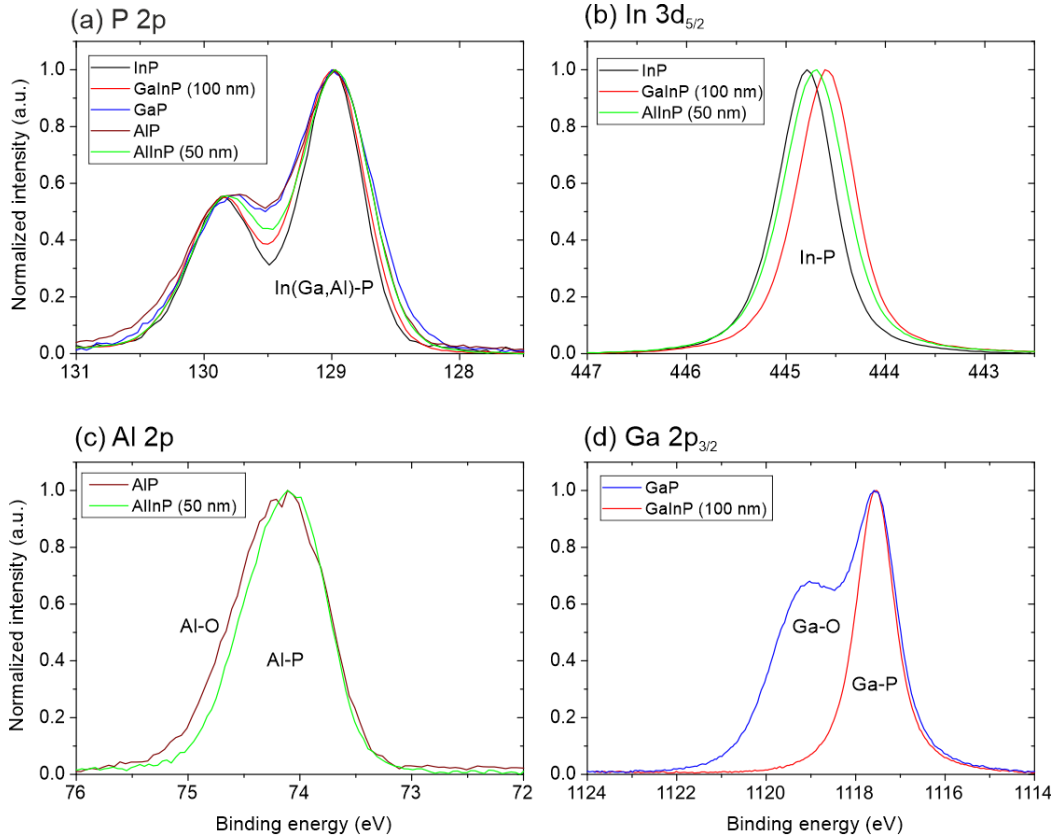 (a) P 2p
InP
GaInP (100 nm)
GaP
AlP
AlInP (50 nm)
In(Ga,Al)-P
Normalized intensity (a.u.)
1.0
0.8
0.6
0.4
0.2
0.0
131 130 129 128
(b) In 3d5/2
InP
GaInP (100 nm)
AlInP (50 nm)
In-P
1.0
0.8
0.6
0.4
0.2
0.0
447 446 445 444 443
(c) Al 2p
AlP
AlInP (50 nm)
Al-O
Al-P
Normalized intensity (a.u.)
1.0
0.8
0.6
0.4
0.2
0.0
76 75 74 73 72
Binding energy (eV)
(d) Ga 2p3/2
GaP
GaInP (100 nm)
Ga-O
Ga-P
1.0
0.8
0.6
0.4
0.2
0.0
1124 1122 1120 1118 1116 1114
Binding energy (eV)